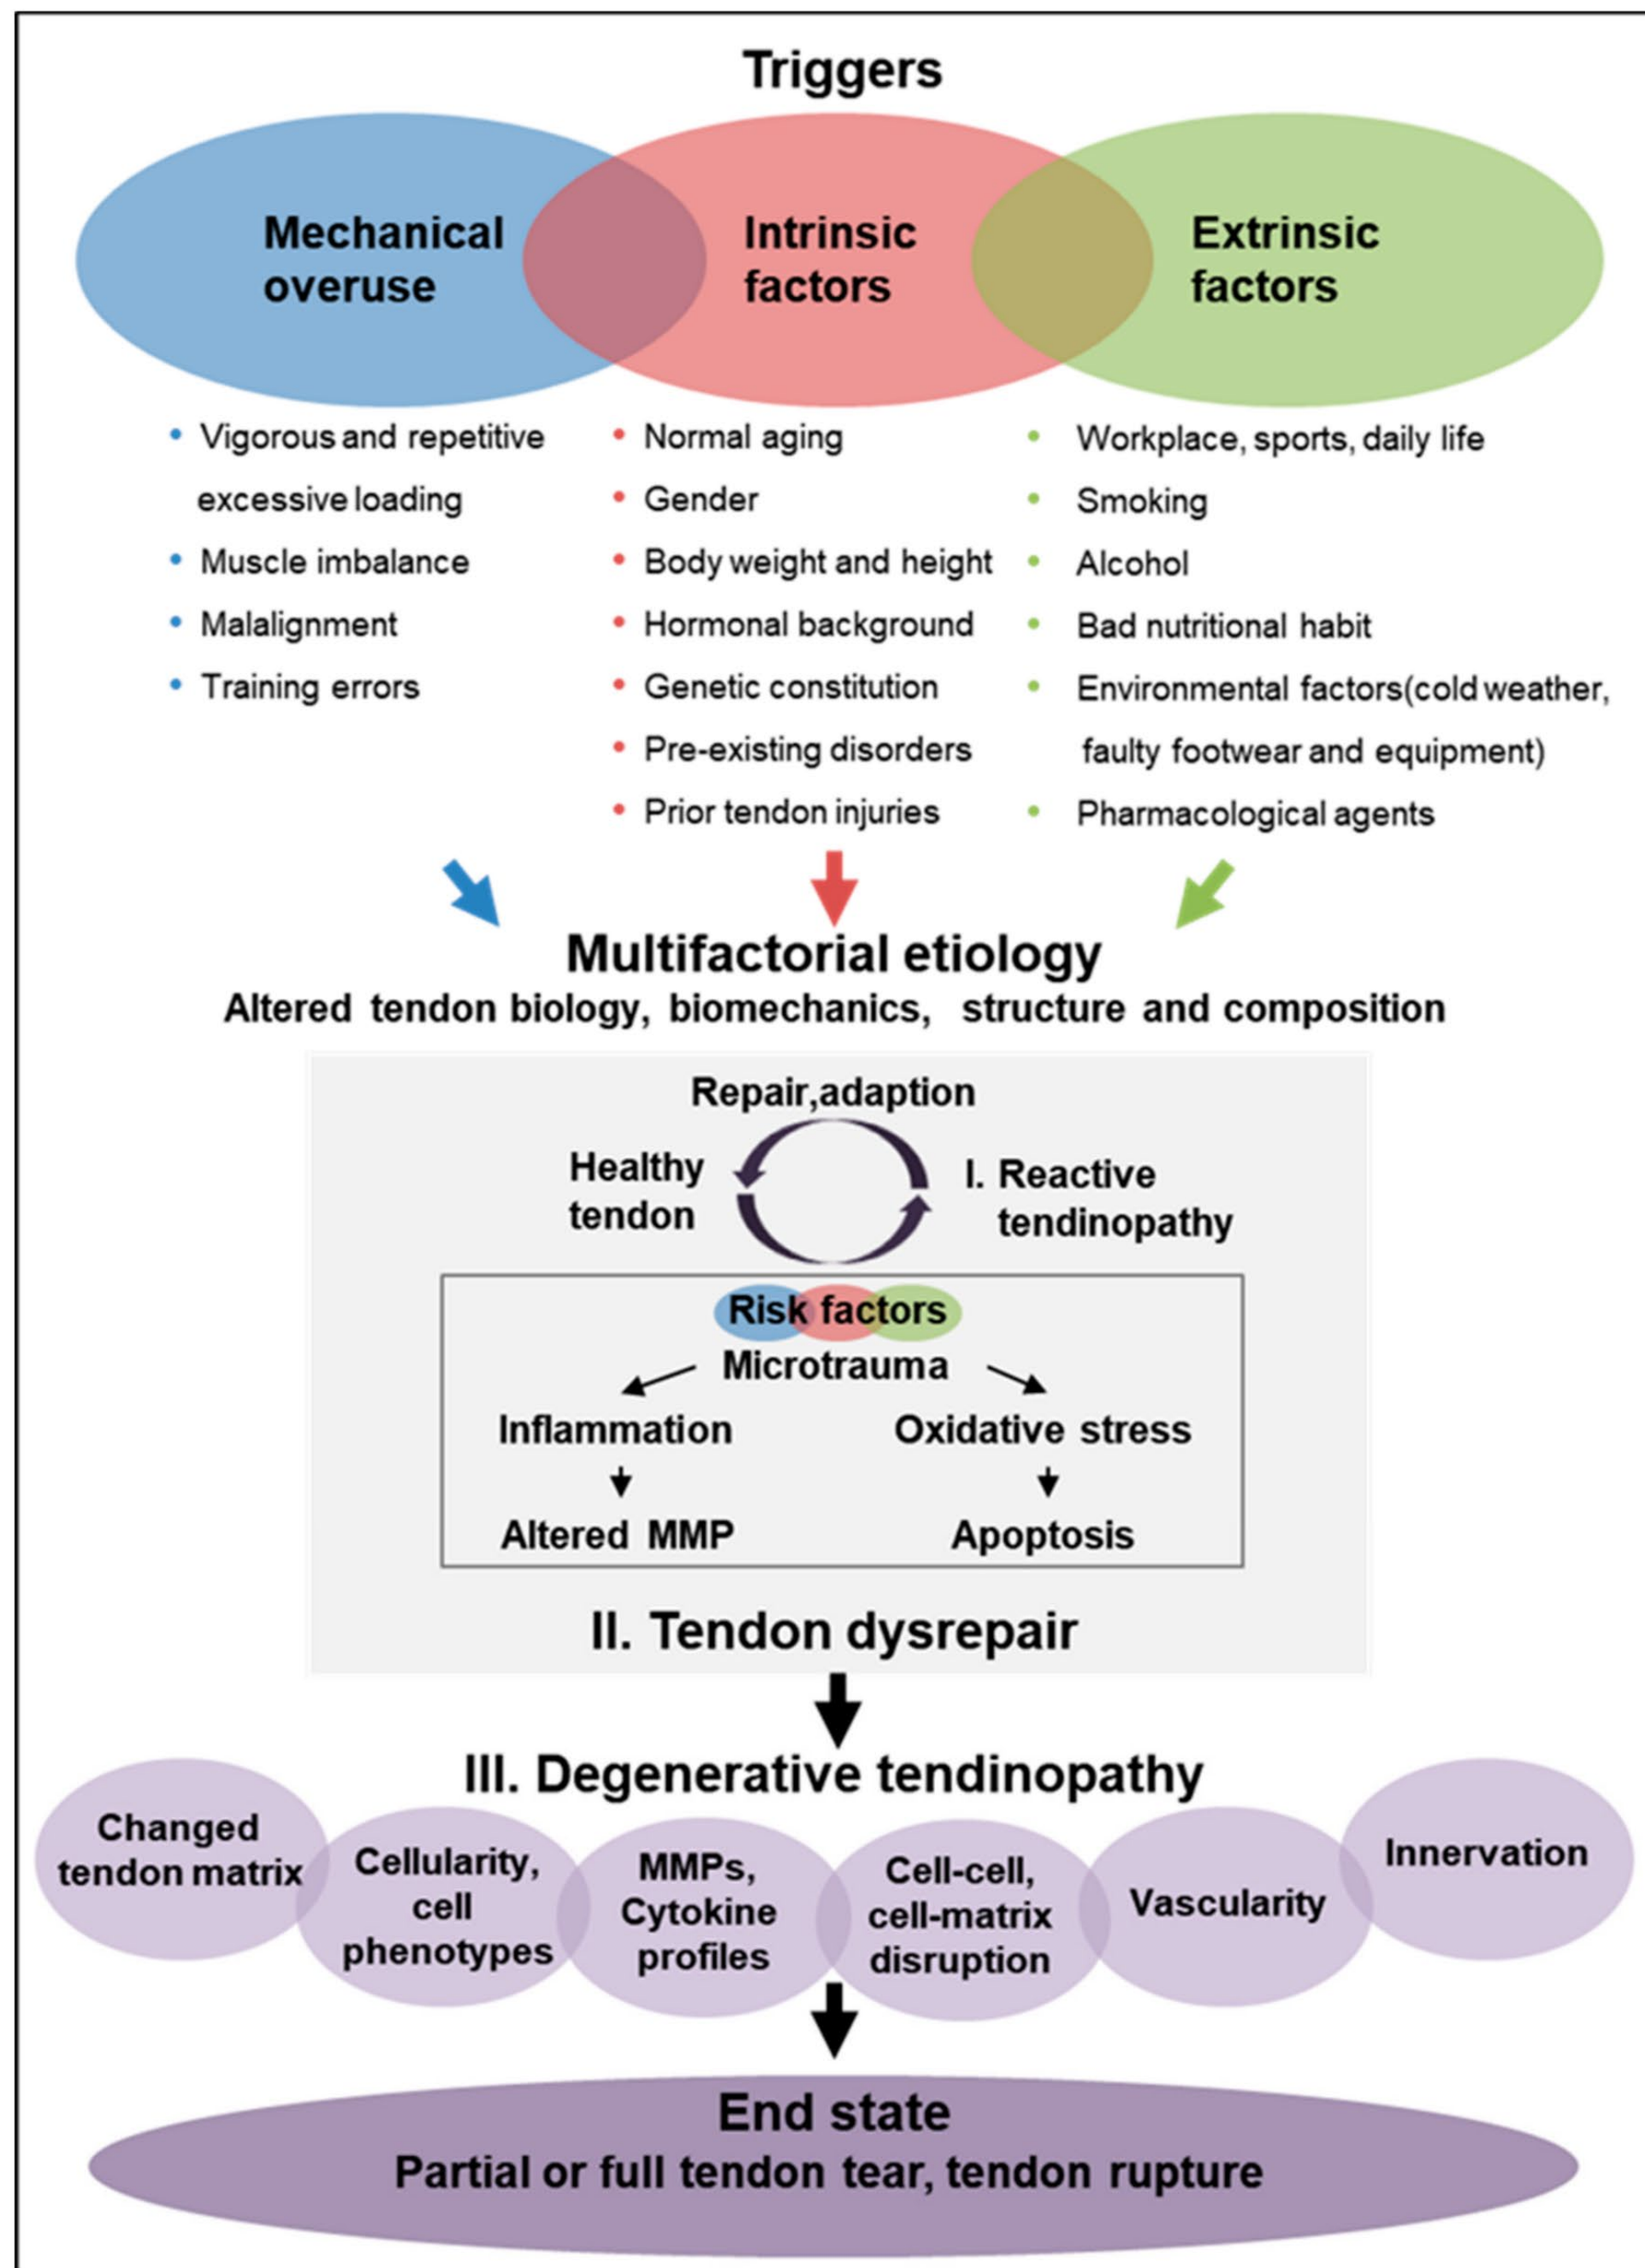 Triggers
Mechanical
overuse
Intrinsic
factors
Extrinsic
factors
• Vigorous and repetitive
excessive loading
• Muscle imbalance
• Malalignment
• Training errors
• Normal aging
• Gender
• Body weight and height
• Hormonal background
• Genetic constitution
• Pre-existing disorders
• Prior tendon injuries
• Workplace, sports, daily life
• Smoking
• Alcohol
• Bad nutritional habit
• Environmental factors(cold weather,
faulty footwear and equipment)
• Pharmacological agents
Multifactorial etiology
Altered tendon biology, biomechanics, structure and composition
Repair,adaption
Healthy
tendon
I. Reactive
tendinopathy
Risk factors
Microtrauma
Inflammation
Oxidative stress
Altered MMP
Apoptosis
II. Tendon dysrepair
III. Degenerative tendinopathy
Changed
tendon matrix
Cellularity,
cell
phenotypes
MMPs,
Cytokine
profiles
Cell-cell,
cell-matrix
disruption
Vascularity
Innervation
End state
Partial or full tendon tear, tendon rupture